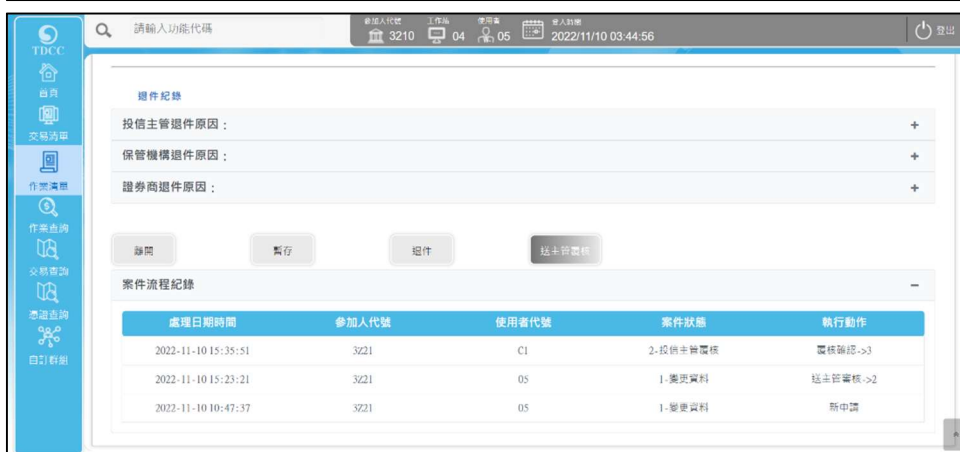 TDCC
請輸入功能代碼
參加人代號 3210
工作站 04
使用者 05
登入時間 2022/11/10 03:44:56
登出
首頁
交易清單
作業清單
作業查詢
交易查詢
憑證查詢
自訂群組
退件紀錄
投信主管退件原因：
+
保管機構退件原因：
+
證券商退件原因：
+
離開
暫存
退件
送主管覆核
案件流程紀錄
-
處理日期時間 參加人代號 使用者代號 案件狀態 執行動作
2022-11-10 15:35:51 3Z21 C1 2-投信主管覆核 覆核確認->3
2022-11-10 15:23:21 3Z21 05 1-變更資料 送主管審核->2
2022-11-10 10:47:37 3Z21 05 1-變更資料 新申請